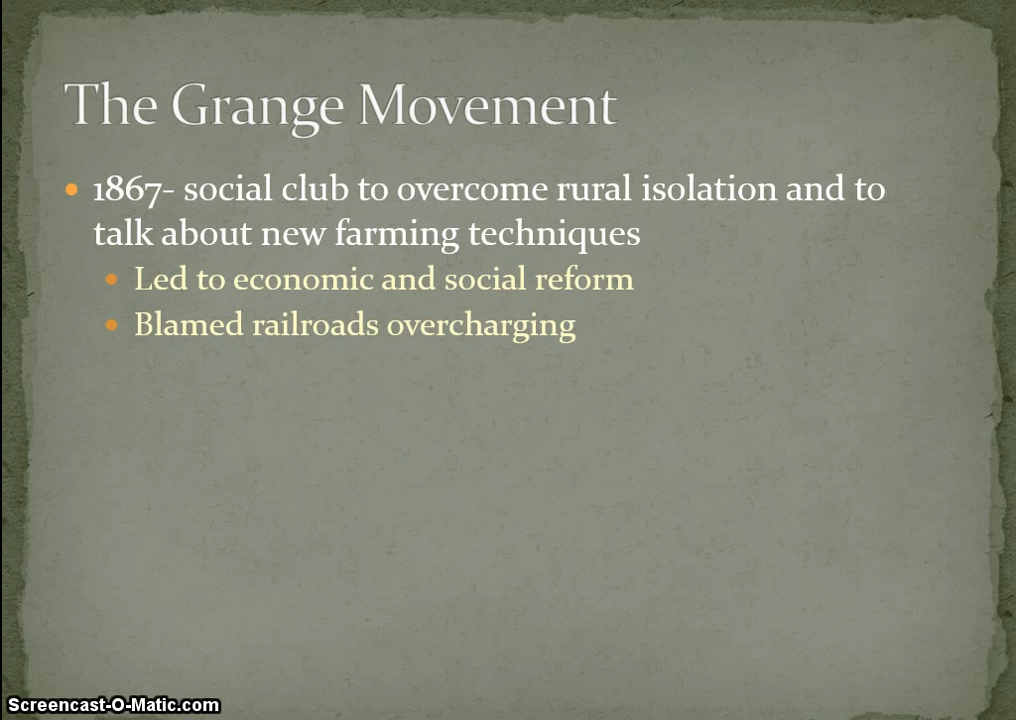 The Grange Movement
1867- social club to overcome rural isolation and to
talk about new farming techniques
Led to economic and social reform
Blamed railroads overcharging
Screencast-O-Matic.com